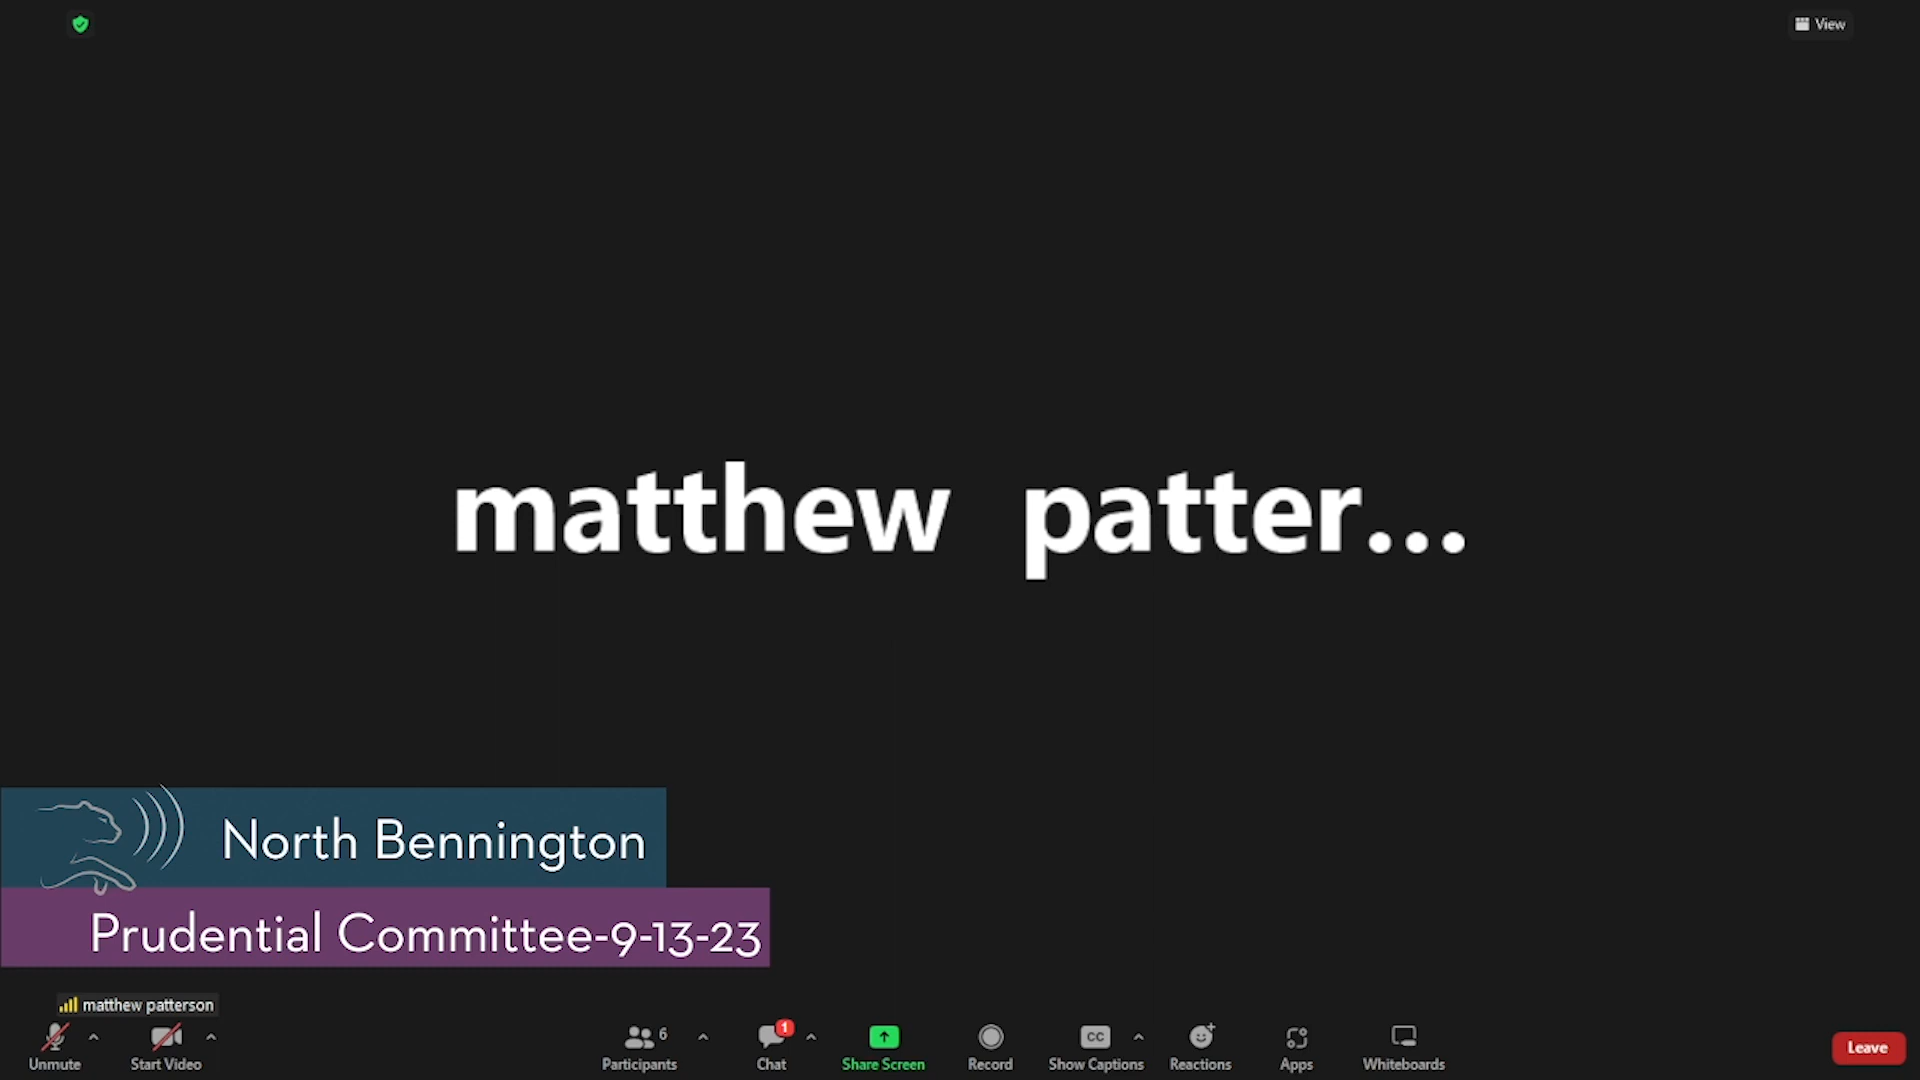 View
matthew patter...
North Bennington
Prudential Committee-9-13-23
matthew patterson
Unmute
Start Video
6
Participants
1
Chat
Share Screen
Record
CC
Show Captions
Reactions
Apps
Whiteboards
Leave